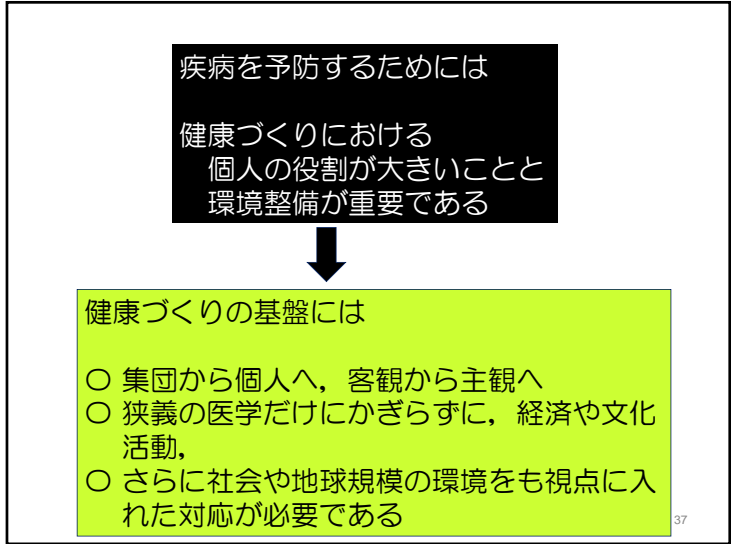 疾病を予防するためには
健康づくりにおける
個人の役割が大きいことと
環境整備が重要である
健康づくりの基盤には
○ 集団から個人へ，客観から主観へ
○ 狭義の医学だけにかぎらずに，経済や文化
活動，
○ さらに社会や地球規模の環境をも視点に入
れた対応が必要である
37